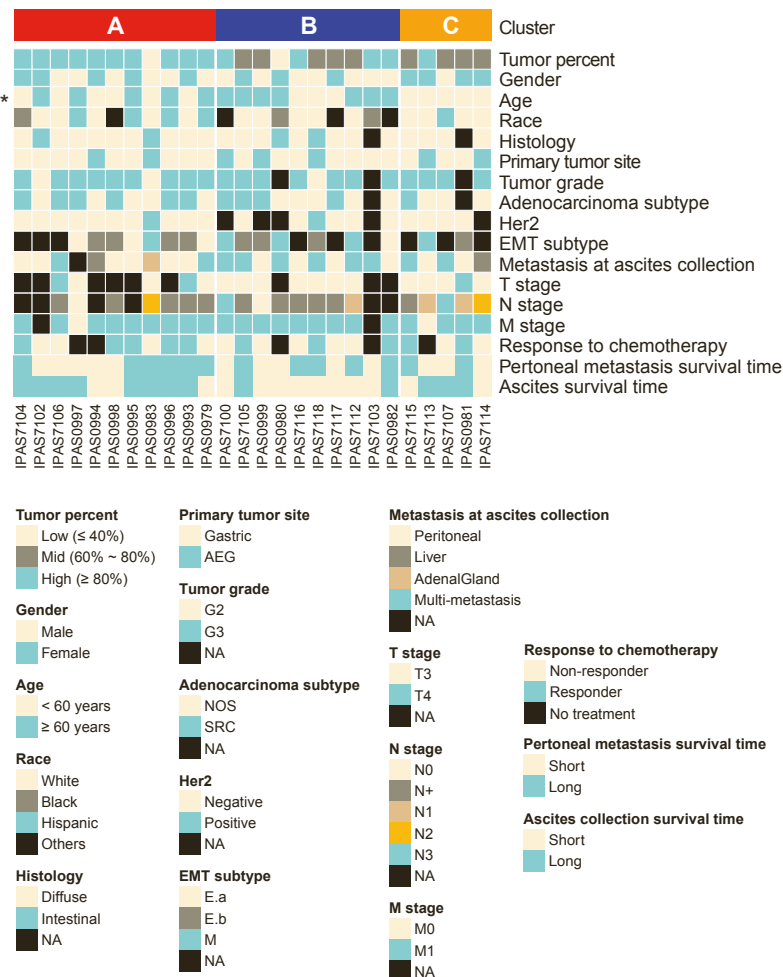 A B C Cluster
Tumor percent
Gender
* Age
Race
Histology
Primary tumor site
Tumor grade
Adenocarcinoma subtype
Her2
EMT subtype
Metastasis at ascites collection
T stage
N stage
M stage
Response to chemotherapy
Pertoneal metastasis survival time
Ascites survival time
IPAS7104
IPAS7102
IPAS7106
IPAS0997
IPAS0994
IPAS0998
IPAS0995
IPAS0983
IPAS0996
IPAS0993
IPAS0979
IPAS7100
IPAS7105
IPAS0999
IPAS0980
IPAS7116
IPAS7118
IPAS7117
IPAS7112
IPAS7103
IPAS0982
IPAS7115
IPAS7113
IPAS7107
IPAS0981
IPAS7114
Tumor percent
Low (≤ 40%)
Mid (60% ~ 80%)
High (≥ 80%)
Gender
Male
Female
Age
< 60 years
≥ 60 years
Race
White
Black
Hispanic
Others
Histology
Diffuse
Intestinal
NA
Primary tumor site
Gastric
AEG
Tumor grade
G2
G3
NA
Adenocarcinoma subtype
NOS
SRC
NA
Her2
Negative
Positive
NA
EMT subtype
E.a
E.b
M
NA
Metastasis at ascites collection
Peritoneal
Liver
AdenalGland
Multi-metastasis
NA
T stage
T3
T4
NA
N stage
N0
N+
N1
N2
N3
NA
M stage
M0
M1
NA
Response to chemotherapy
Non-responder
Responder
No treatment
Pertoneal metastasis survival time
Short
Long
Ascites collection survival time
Short
Long